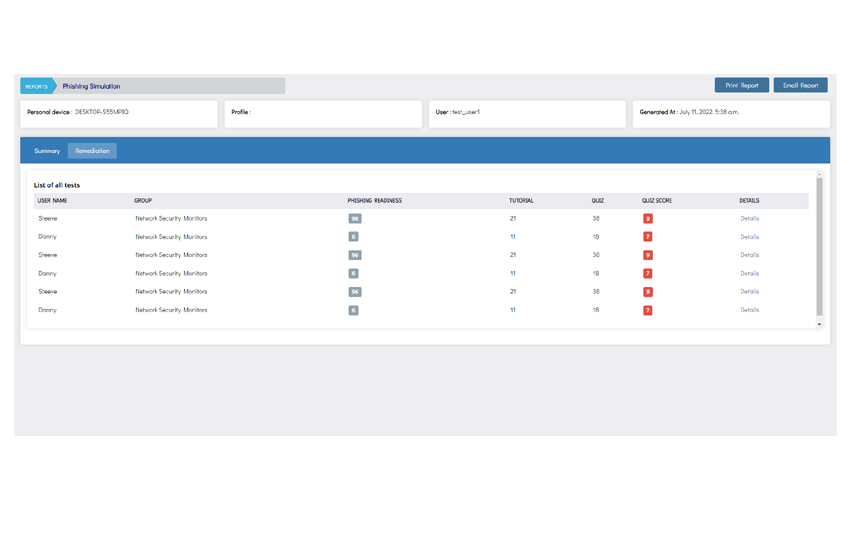 REPORTS Phishing Simulation Print Report Email Report
Personal device : DESKTOP-S55MPIQ Profile : User : test_user1 Generated At : July 11, 2022, 5:38 a.m.
Summary Remediation
List of all tests
USER NAME GROUP PHISHING READINESS TUTORIAL QUIZ QUIZ SCORE DETAILS
Steeve Network Security Monitors 96 21 38 9 Details
Danny Network Security Monitors 6 11 18 7 Details
Steeve Network Security Monitors 96 21 38 9 Details
Danny Network Security Monitors 6 11 18 7 Details
Steeve Network Security Monitors 96 21 38 9 Details
Danny Network Security Monitors 6 11 18 7 Details